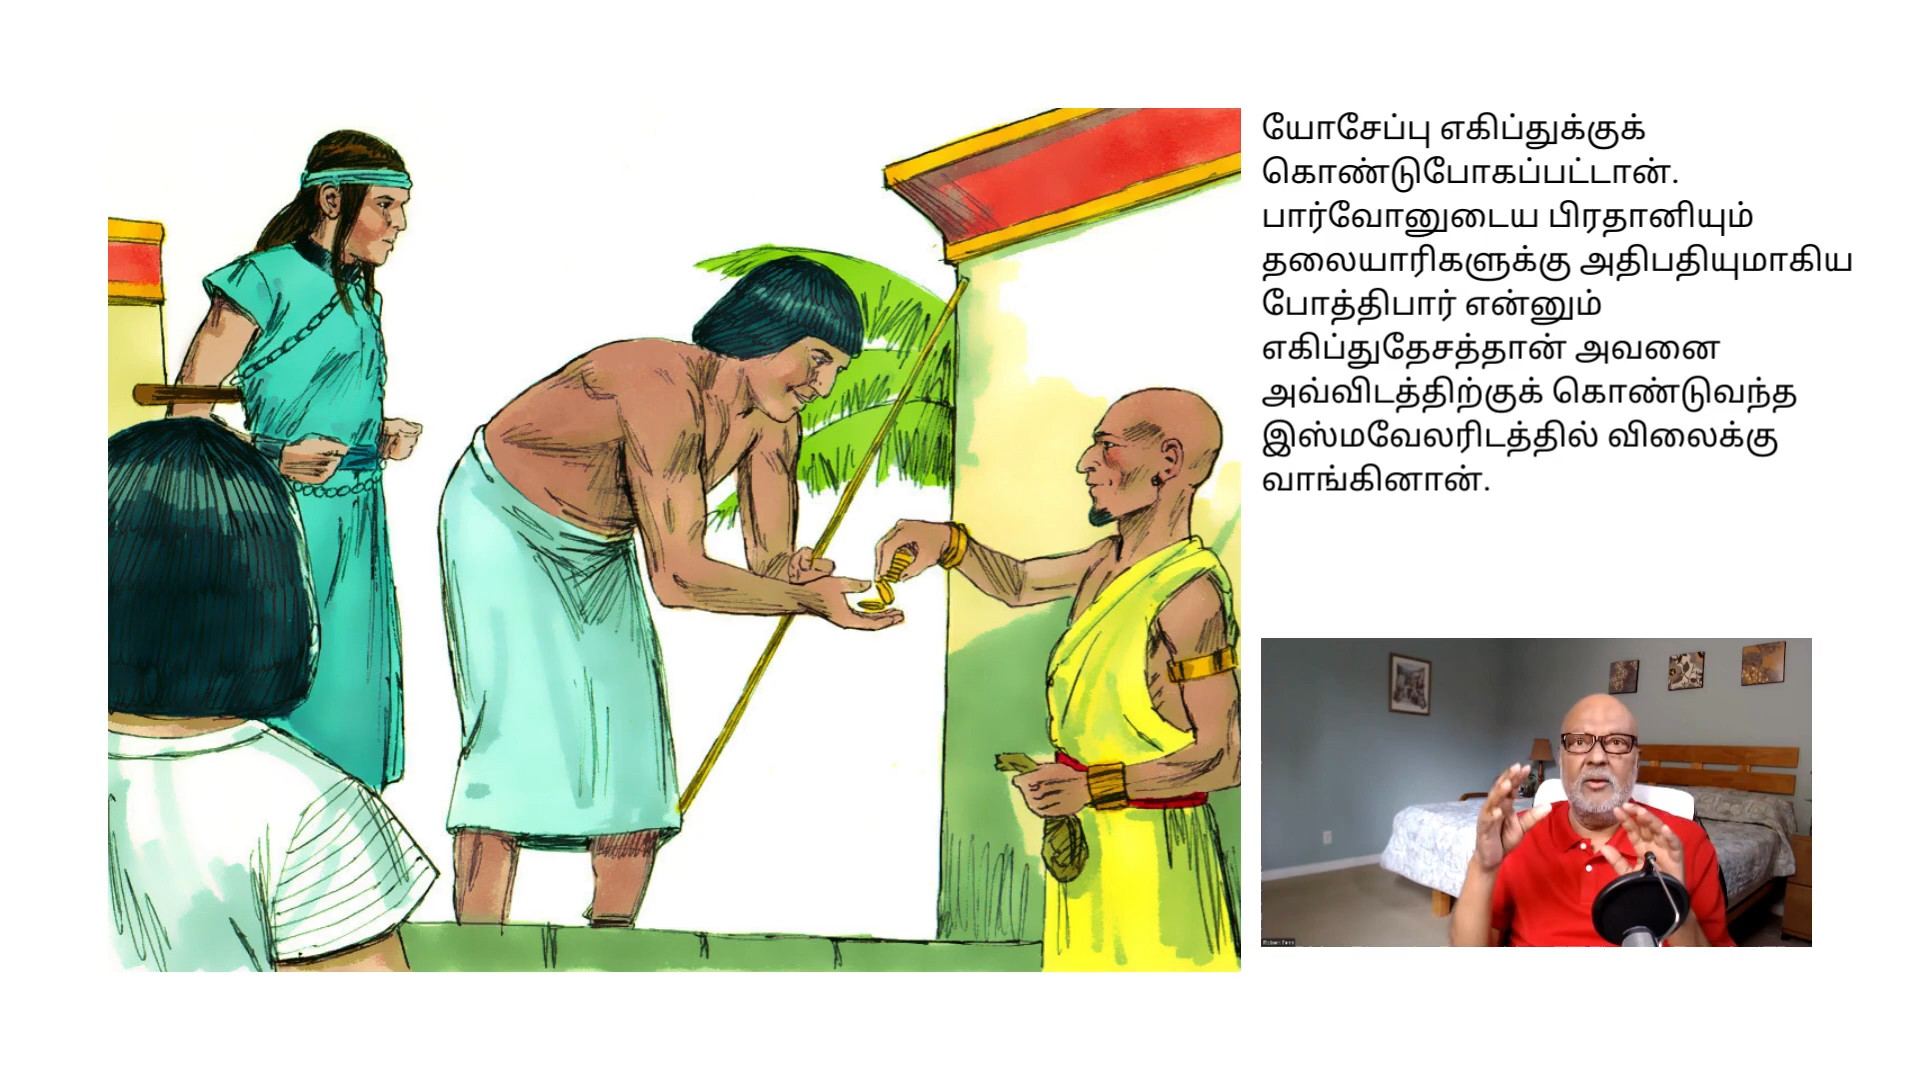 யோசேப்பு எகிப்துக்குக்
கொண்டுபோகப்பட்டான்.
பார்வோனுடைய பிரதானியும்
தலையாரிகளுக்கு அதிபதியுமாகிய
போத்திபார் என்னும்
எகிப்துதேசத்தான் அவனை
அவ்விடத்திற்குக் கொண்டுவந்த
இஸ்மவேலரிடத்தில் விலைக்கு
வாங்கினான்.